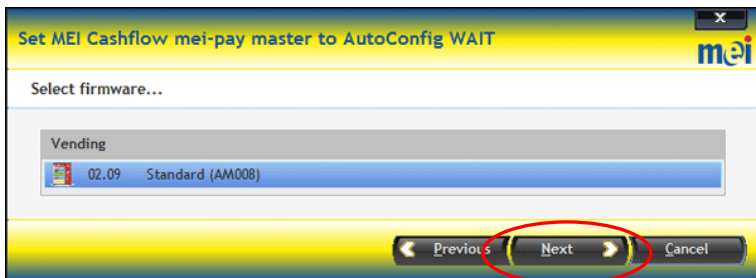 x
Set MEI Cashflow mei-pay master to AutoConfig WAIT
mei
Select firmware...
Vending
02.09 Standard (AM008)
Previous Next Cancel